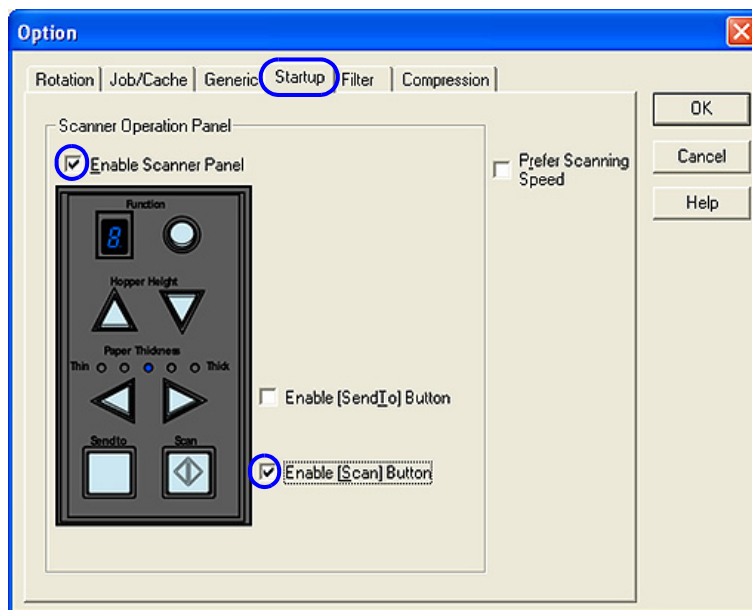 Option
Rotation Job/Cache Generic Startup Filter Compression
OK
Cancel
Help
Scanner Operation Panel
Enable Scanner Panel
Prefer Scanning
Speed
Function
8
Hopper Height
Paper Thickness
Thin Thick
Enable [SendTo] Button
Sendto Scan
Enable [Scan] Button